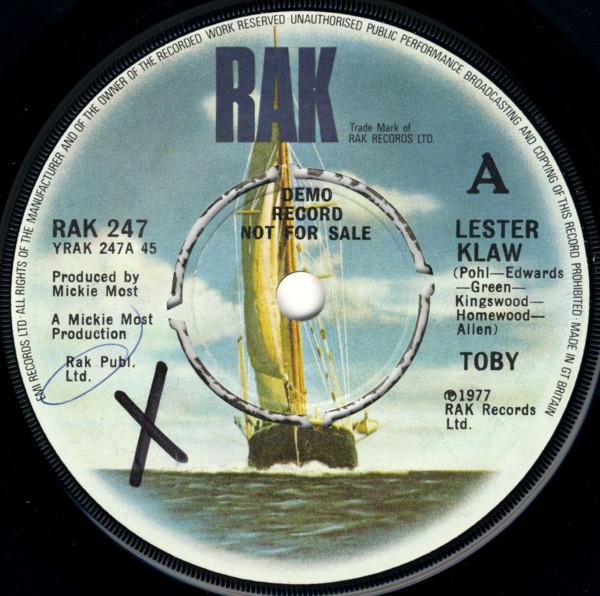 EMI RECORDS LTD · ALL RIGHTS OF THE MANUFACTURER AND OF THE OWNER OF THE RECORDED WORK RESERVED · UNAUTHORISED PUBLIC PERFORMANCE BROADCASTING AND COPYING OF THIS RECORD PROHIBITED · MADE IN GT BRITAIN
RAK
Trade Mark of
RAK RECORDS LTD.
A
DEMO
RECORD
NOT FOR SALE
RAK 247
YRAK 247A 45
Produced by
Mickie Most
A Mickie Most
Production
Rak Publ.
Ltd.
X
LESTER
KLAW
(Pohl—Edwards
—Green—
Kingswood—
Homewood—
Allen)
TOBY
℗1977
RAK Records
Ltd.